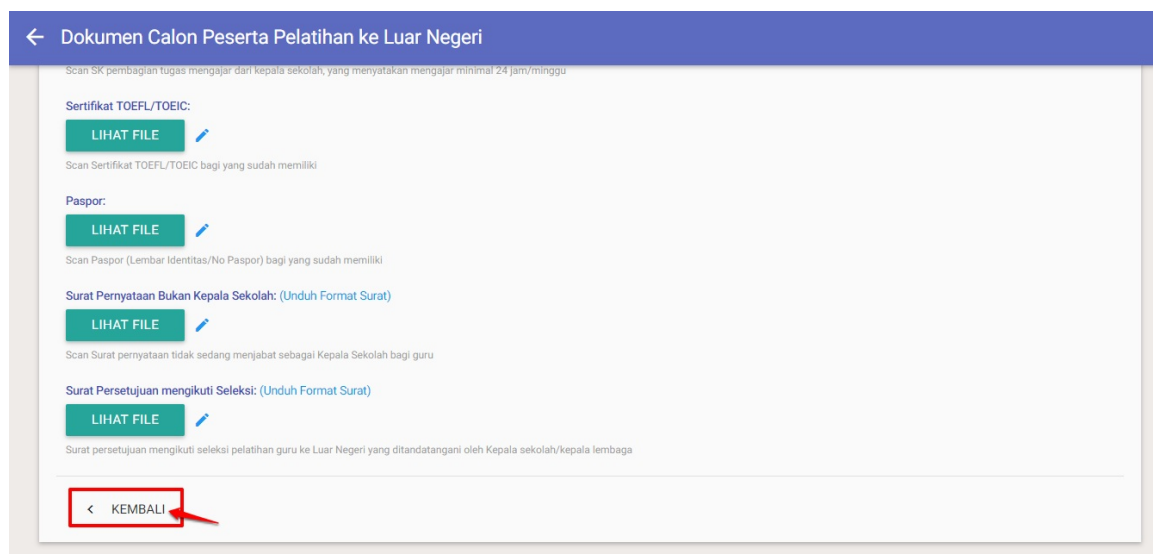 Dokumen Calon Peserta Pelatihan ke Luar Negeri
Scan SK pembagian tugas mengajar dari kepala sekolah, yang menyatakan mengajar minimal 24 jam/minggu
Sertifikat TOEFL/TOEIC:
LIHAT FILE
Scan Sertifikat TOEFL/TOEIC bagi yang sudah memiliki
Paspor:
LIHAT FILE
Scan Paspor (Lembar Identitas/No Paspor) bagi yang sudah memiliki
Surat Pernyataan Bukan Kepala Sekolah: (Unduh Format Surat)
LIHAT FILE
Scan Surat pernyataan tidak sedang menjabat sebagai Kepala Sekolah bagi guru
Surat Persetujuan mengikuti Seleksi: (Unduh Format Surat)
LIHAT FILE
Surat persetujuan mengikuti seleksi pelatihan guru ke Luar Negeri yang ditandatangani oleh Kepala sekolah/kepala lembaga
KEMBALI